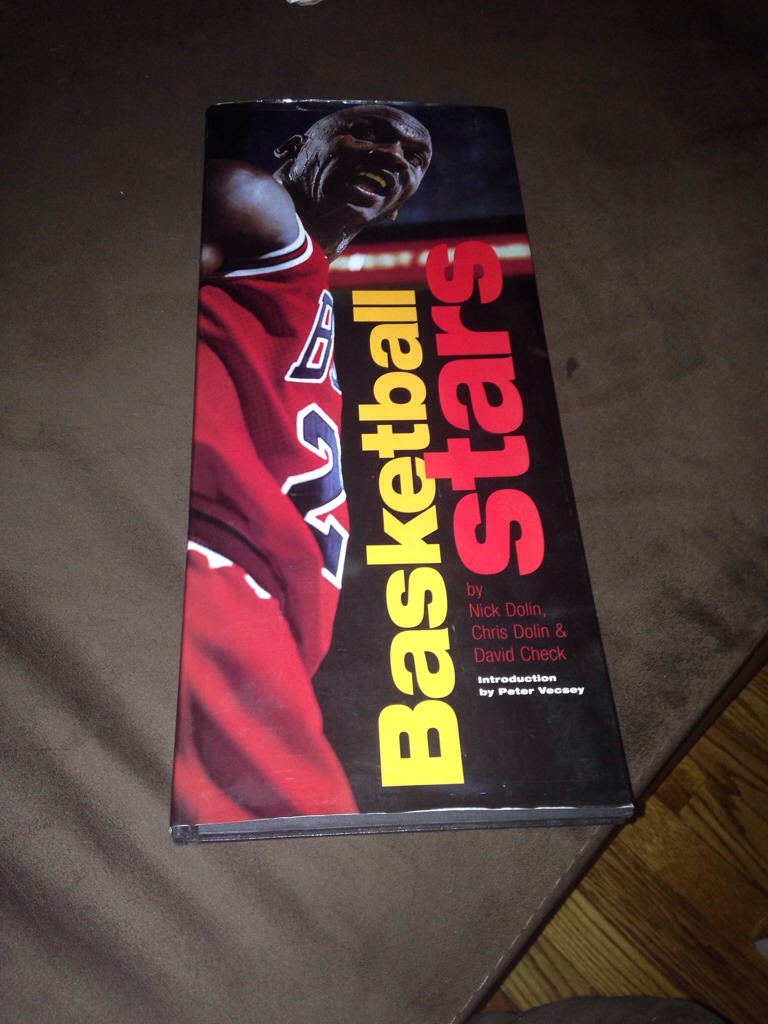 Basketball
stars
by
Nick Dolin,
Chris Dolin &
David Check
Introduction
by Peter Vecsey